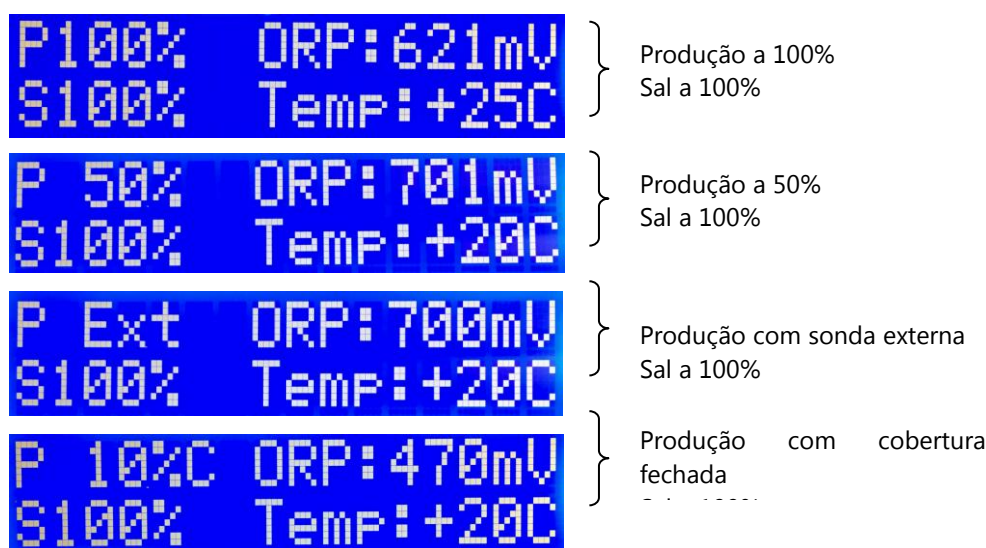 P100% ORP:621mV
S100% Temp:+25C
Produção a 100%
Sal a 100%
P 50% ORP:701mV
S100% Temp:+20C
Produção a 50%
Sal a 100%
P Ext ORP:700mV
S100% Temp:+20C
Produção com sonda externa
Sal a 100%
P 10%C ORP:470mV
S100% Temp:+20C
Produção com cobertura
fechada